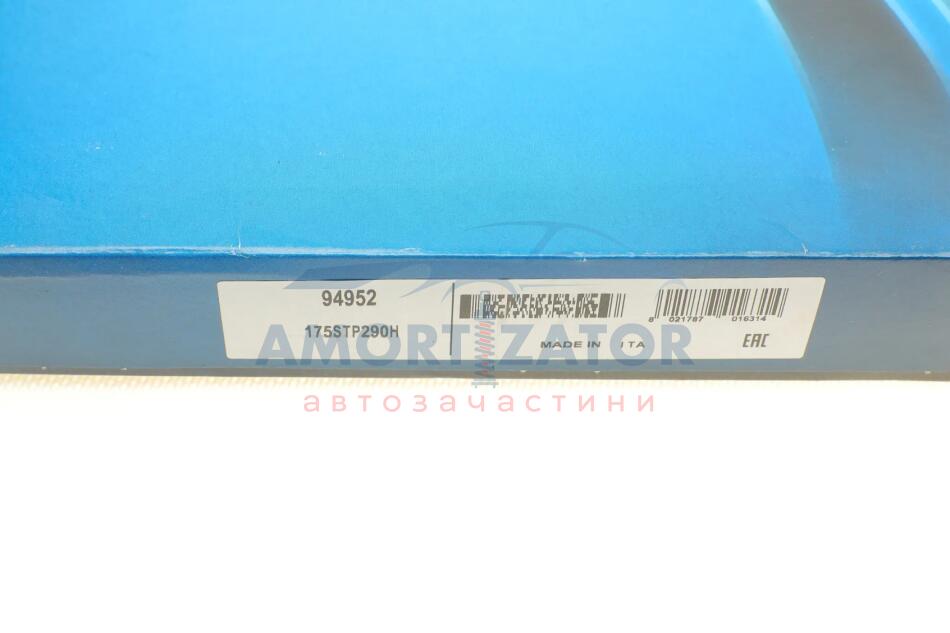 94952
175STP290H
8 021787 016314
MADE IN ITA
EAC
AMORTIZATOR
автозачастини